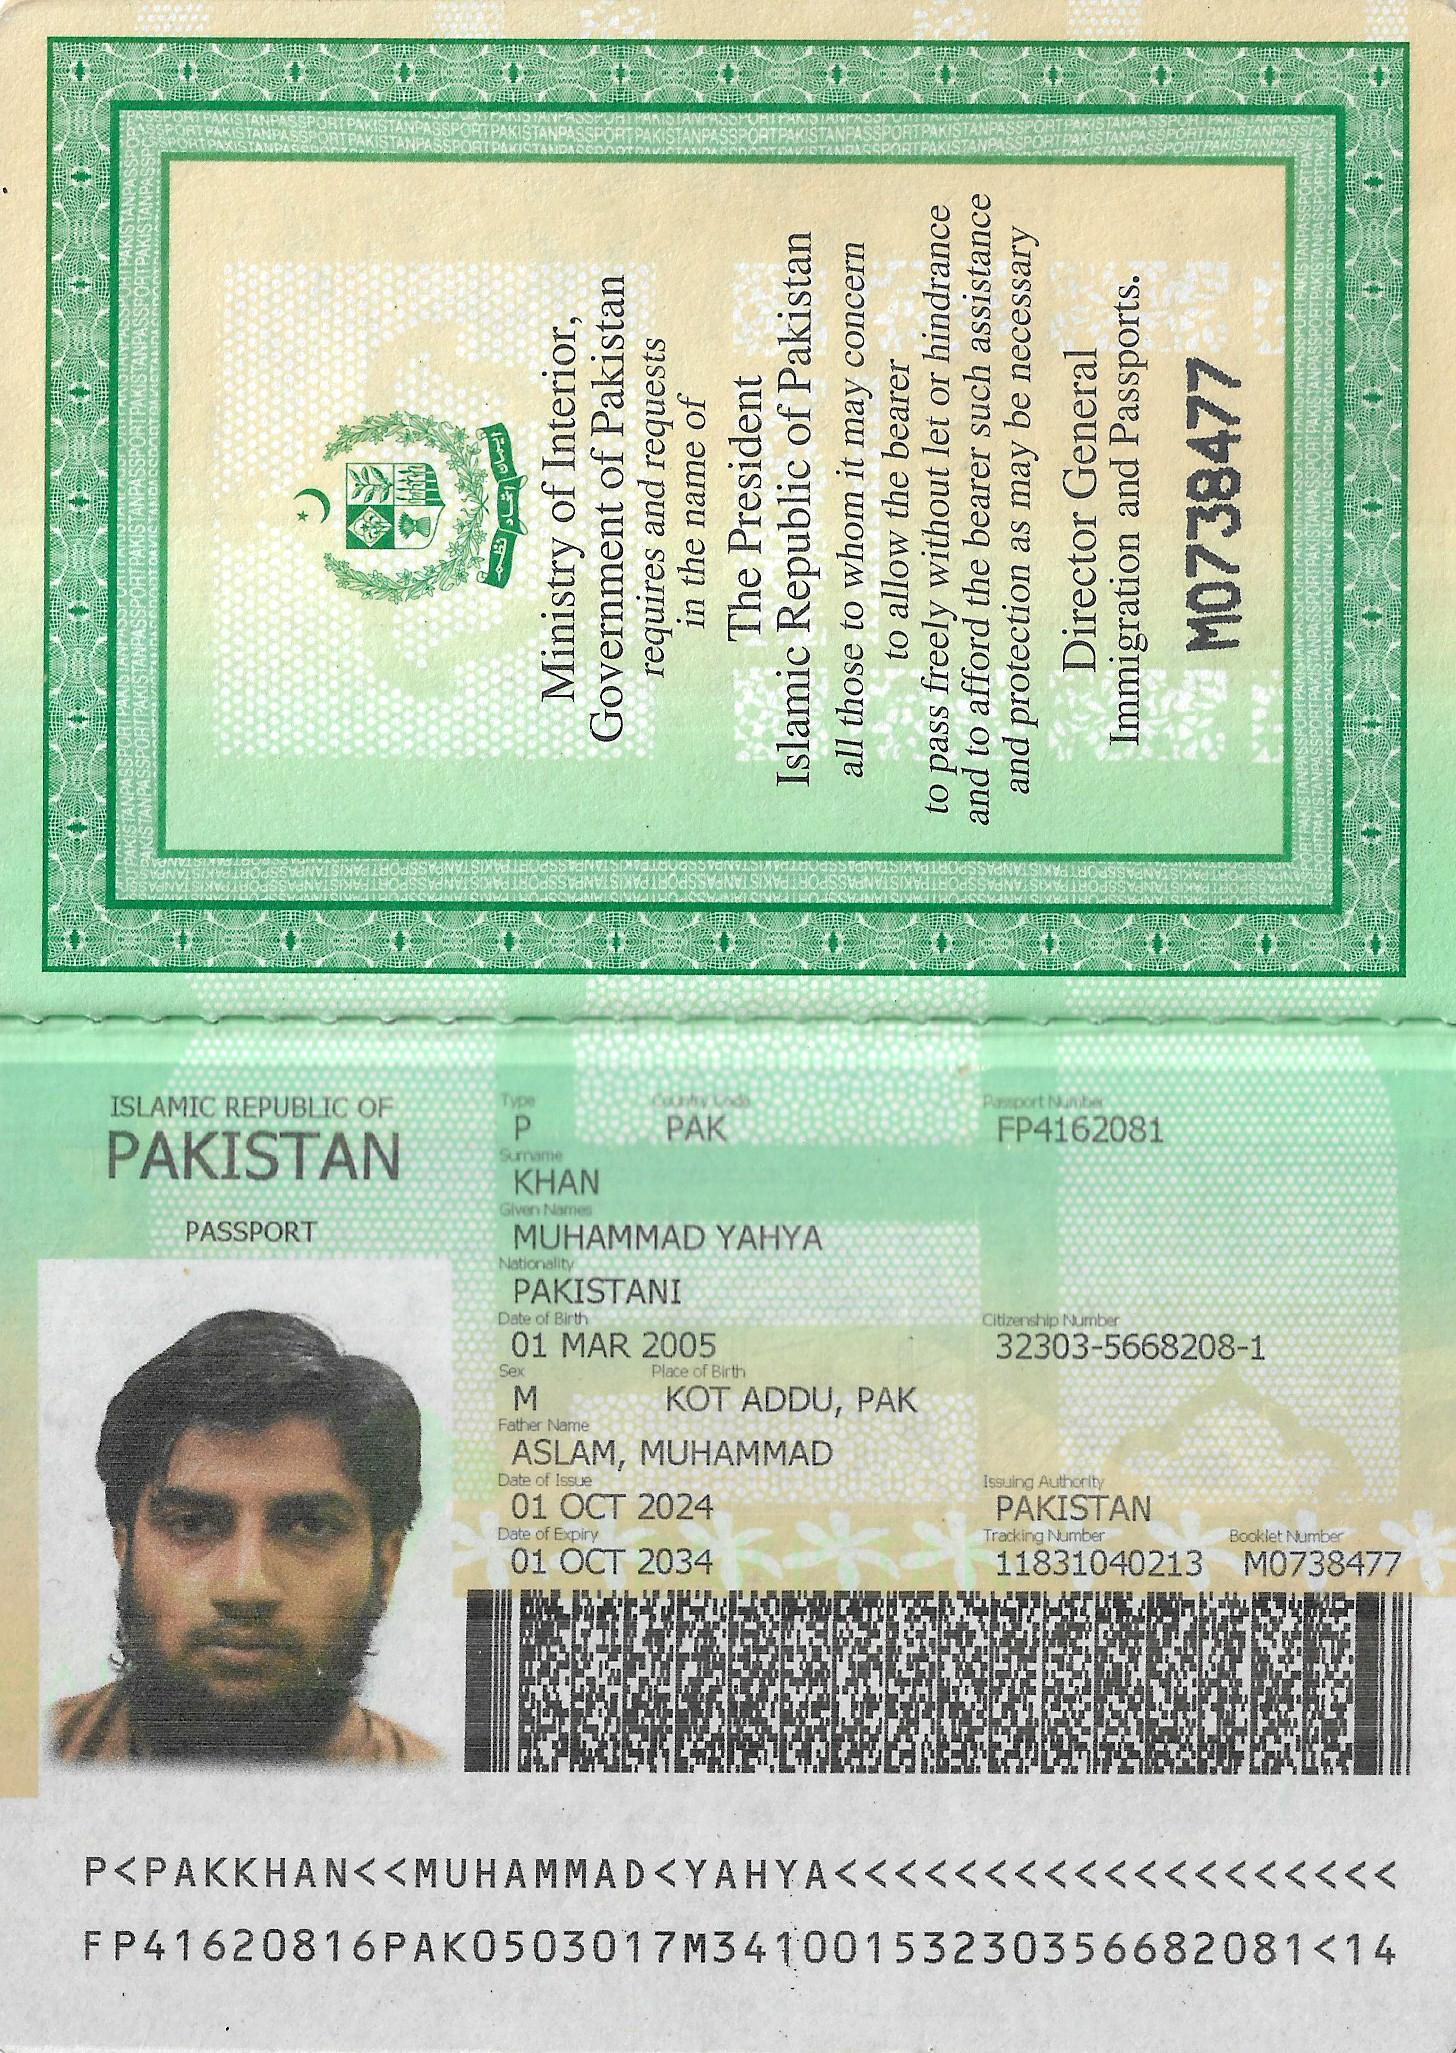 ایمان اتحاد نظم
Ministry of Interior,
Government of Pakistan
requires and requests
in the name of
The President
Islamic Republic of Pakistan
all those to whom it may concern
to allow the bearer
to pass freely without let or hindrance
and to afford the bearer such assistance
and protection as may be necessary
Director General
Immigration and Passports.
M0738477
ISLAMIC REPUBLIC OF
PAKISTAN
PASSPORT
Type Country Code Passport Number
P PAK FP4162081
Surname
KHAN
Given Names
MUHAMMAD YAHYA
Nationality
PAKISTANI
Date of Birth Citizenship Number
01 MAR 2005 32303-5668208-1
Sex Place of Birth
M KOT ADDU, PAK
Father Name
ASLAM, MUHAMMAD
Date of Issue Issuing Authority
01 OCT 2024 PAKISTAN
Date of Expiry Tracking Number Booklet Number
01 OCT 2034 11831040213 M0738477
P<PAKKHAN<<MUHAMMAD<YAHYA<<<<<<<<<<<<<<<<<<<
FP41620816PAK0503017M34100153230356682081<14